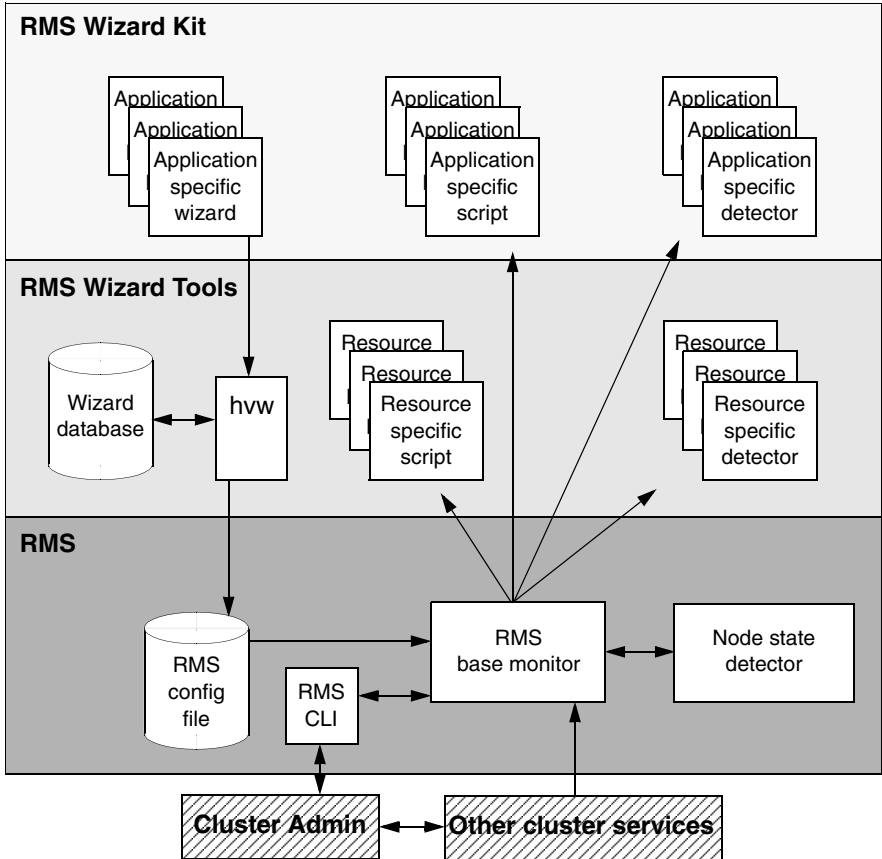 RMS Wizard Kit
Application
Application
Application
specific
wizard
Application
Application
Application
specific
script
Application
Application
Application
specific
detector
RMS Wizard Tools
Wizard
database
hvw
Resource
Resource
Resource
specific
script
Resource
Resource
Resource
specific
detector
RMS
RMS
config
file
RMS
CLI
RMS
base monitor
Node state
detector
Cluster Admin
Other cluster services